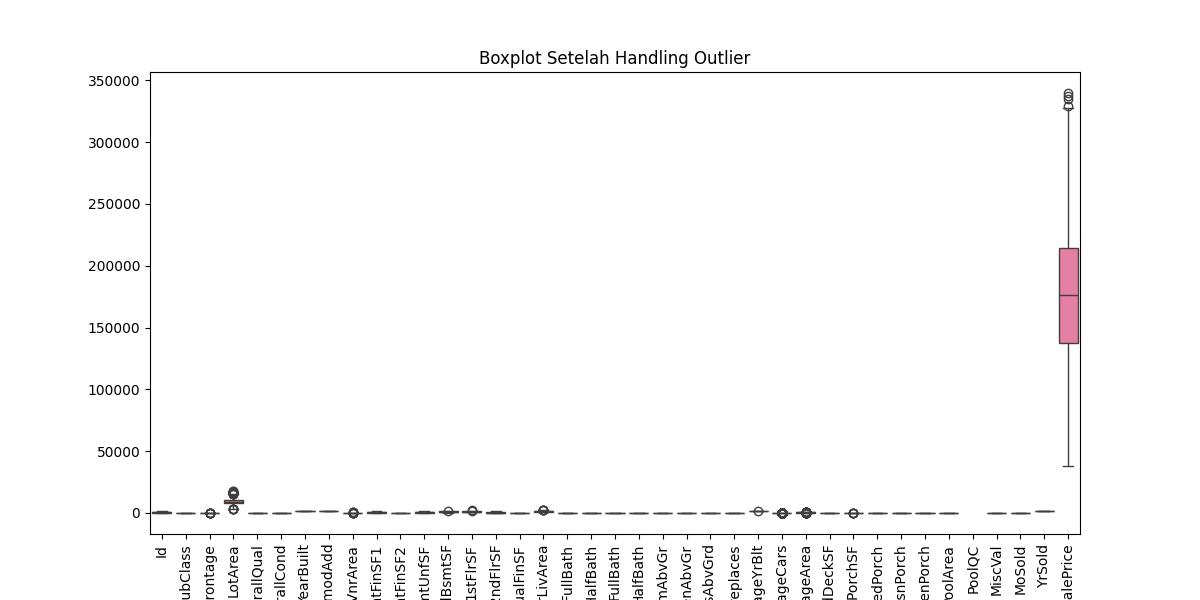 Boxplot Setelah Handling Outlier
350000
300000
250000
200000
150000
100000
50000
0
Id
ubClass
rontage
LotArea
rallQual
rallCond
earBuilt
modAdd
VnrArea
tFinSF1
tFinSF2
ntUnfSF
BsmtSF
1stFlrSF
ndFlrSF
ualFinSF
LivArea
FullBath
HalfBath
FullBath
HalfBath
mAbvGr
nAbvGr
sAbvGrd
eplaces
ageYrBlt
ageCars
ageArea
DeckSF
PorchSF
edPorch
snPorch
enPorch
oolArea
PoolQC
MiscVal
MoSold
YrSold
alePrice